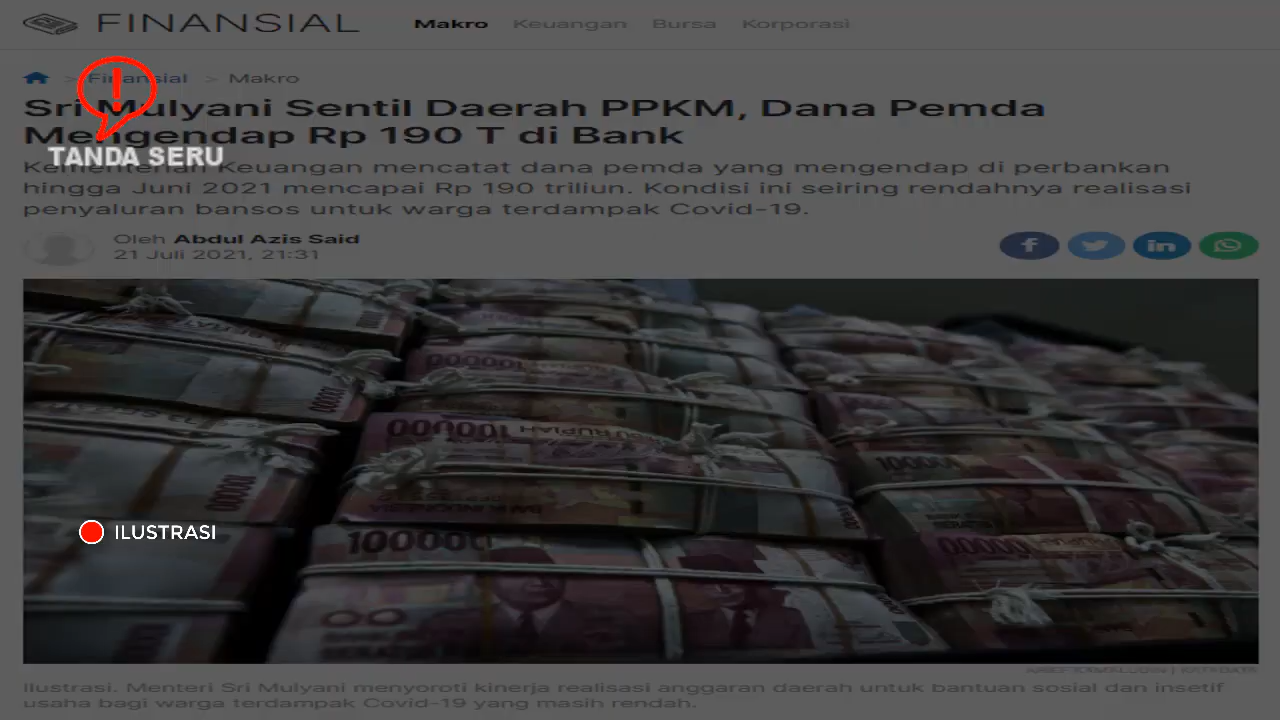 FINANSIAL
Makro Keuangan Bursa Korporasi
> Finansial > Makro
Sri Mulyani Sentil Daerah PPKM, Dana Pemda
Mengendap Rp 190 T di Bank
TANDA SERU
Kementerian Keuangan mencatat dana pemda yang mengendap di perbankan
hingga Juni 2021 mencapai Rp 190 triliun. Kondisi ini seiring rendahnya realisasi
penyaluran bansos untuk warga terdampak Covid-19.
Oleh Abdul Azis Said
21 Juli 2021, 21:31
100000
100000
100000
100000
ILUSTRASI
Ilustrasi. Menteri Sri Mulyani menyoroti kinerja realisasi anggaran daerah untuk bantuan sosial dan insetif
usaha bagi warga terdampak Covid-19 yang masih rendah.